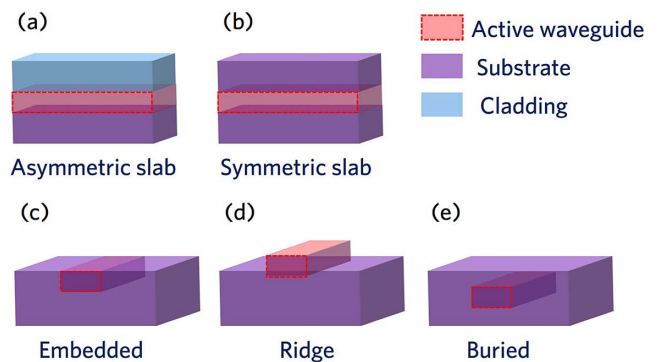 (a)
(b)
Active waveguide
Substrate
Cladding
Asymmetric slab
Symmetric slab
(c)
(d)
(e)
Embedded
Ridge
Buried